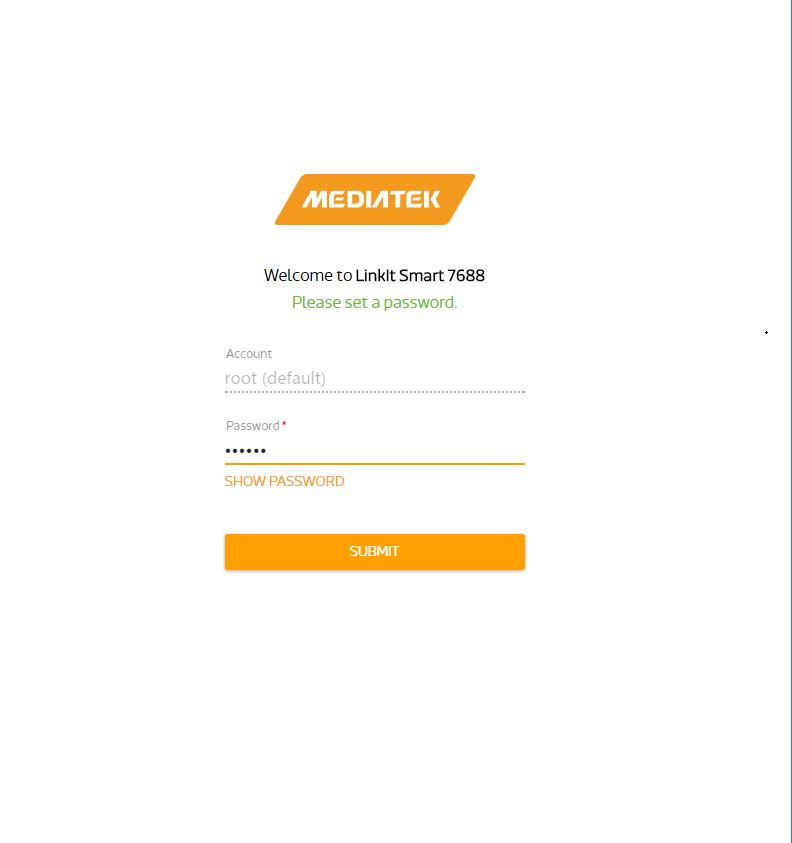 MEDIATEK
Welcome to LinkIt Smart 7688
Please set a password.
Account
root (default)
Password *
••••••
SHOW PASSWORD
SUBMIT